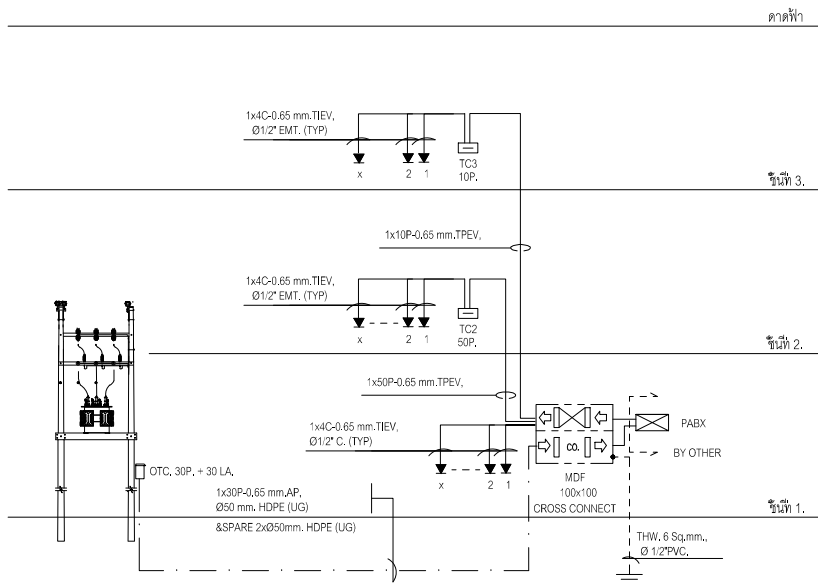 ดาดฟ้า
1x4C-0.65 mm.TIEV,
Ø1/2" EMT. (TYP)
x 2 1
TC3
10P.
ชั้นที่ 3.
1x10P-0.65 mm.TPEV,
1x4C-0.65 mm.TIEV,
Ø1/2" EMT. (TYP)
x 2 1
TC2
50P.
ชั้นที่ 2.
1x50P-0.65 mm.TPEV,
1x4C-0.65 mm.TIEV,
Ø1/2" C. (TYP)
x 2 1
CO.
PABX
BY OTHER
MDF
100x100
CROSS CONNECT
OTC. 30P. + 30 LA.
1x30P-0.65 mm.AP,
Ø50 mm. HDPE (UG)
&SPARE 2xØ50mm. HDPE (UG)
ชั้นที่ 1.
THW. 6 Sq.mm.,
Ø 1/2"PVC.